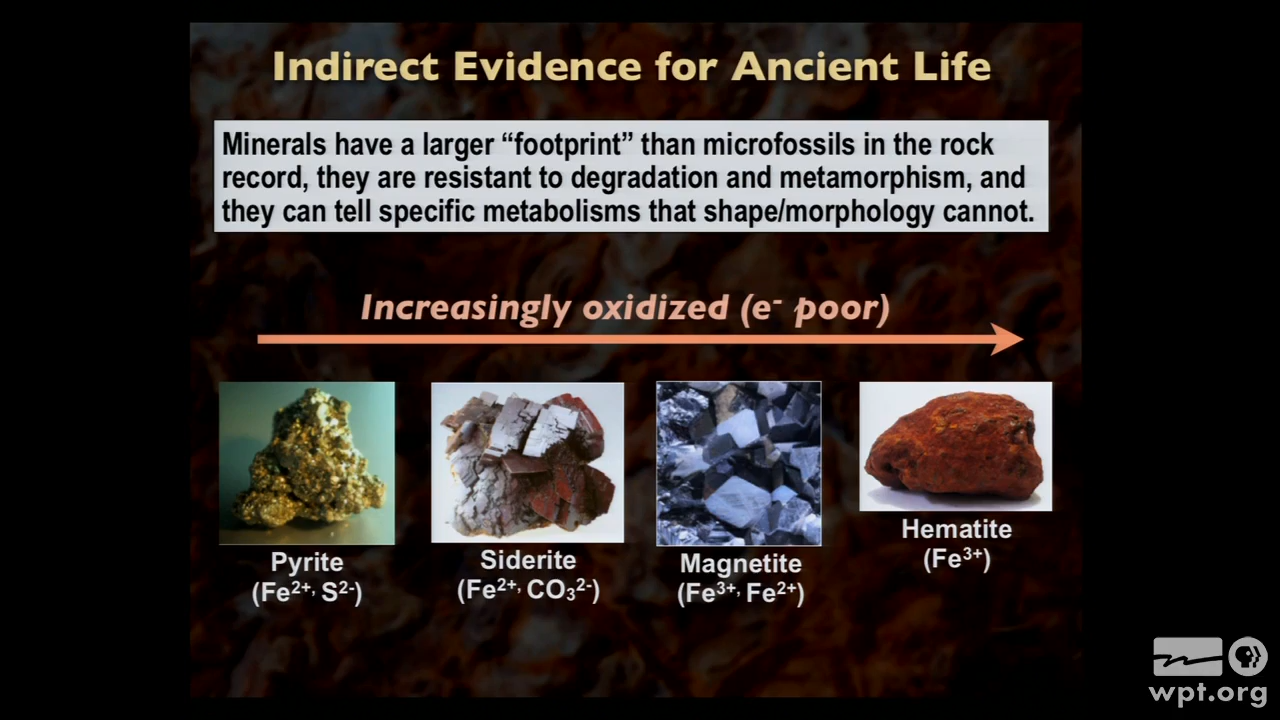 Indirect Evidence for Ancient Life
Minerals have a larger “footprint” than microfossils in the rock
record, they are resistant to degradation and metamorphism, and
they can tell specific metabolisms that shape/morphology cannot.
Increasingly oxidized (e⁻ poor)
Pyrite
(Fe²⁺, S²⁻)
Siderite
(Fe²⁺, CO₃²⁻)
Magnetite
(Fe³⁺, Fe²⁺)
Hematite
(Fe³⁺)
wpt.org